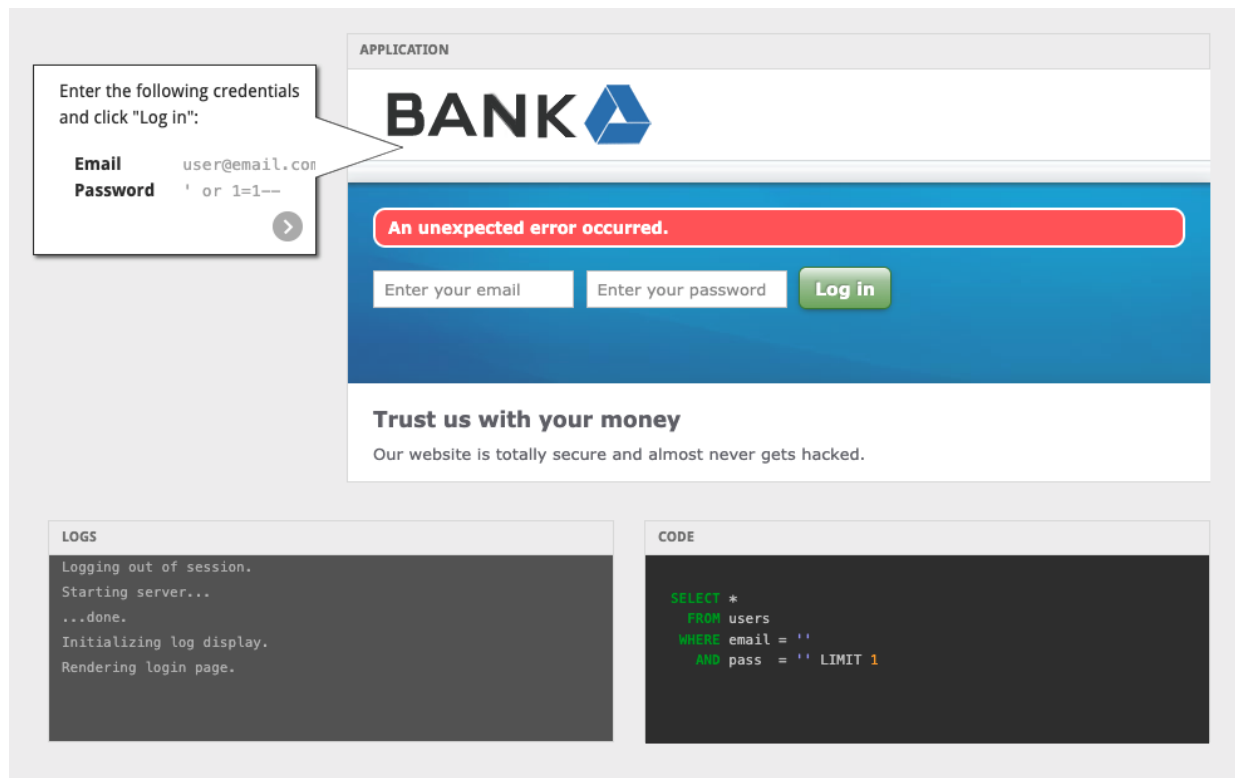 APPLICATION
Enter the following credentials
and click "Log in":
Email user@email.com
Password ' or 1=1--
BANK
An unexpected error occurred.
Enter your email Enter your password Log in
Trust us with your money
Our website is totally secure and almost never gets hacked.
LOGS
Logging out of session.
Starting server...
...done.
Initializing log display.
Rendering login page.
CODE
SELECT *
FROM users
WHERE email = ''
AND pass = '' LIMIT 1